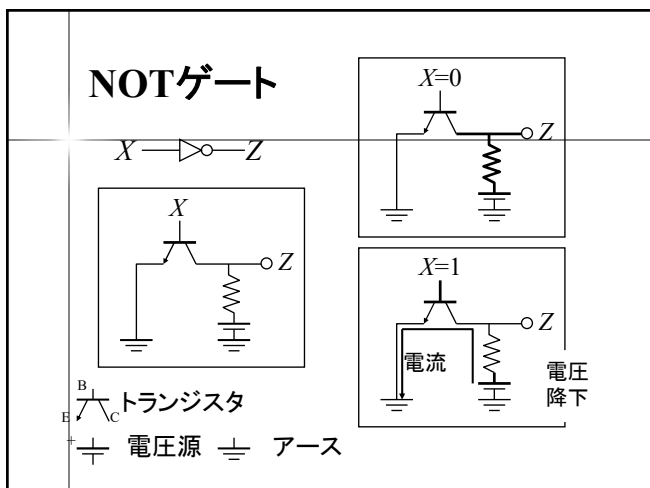 NOTゲート
X Z
X
Z
B
E C トランジスタ
+ 電圧源 アース
X=0
Z
X=1
Z
電流
電圧
降下